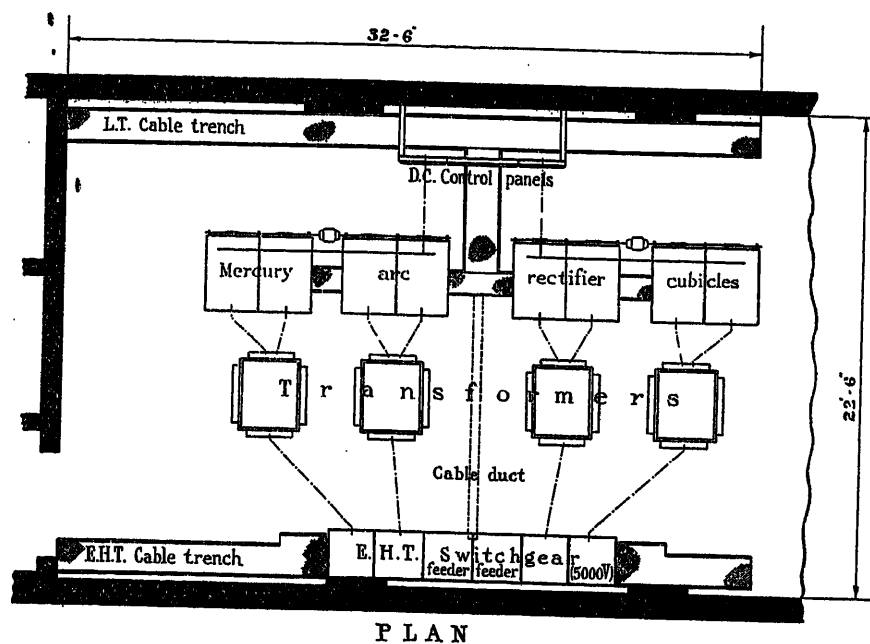 32-6"
L.T. Cable trench
D.C. Control panels
Mercury arc rectifier cubicles
Transformers
22'-6"
Cable duct
E.H.T. Cable trench
E.H.T. Switchgear
feeder feeder (5000V)
PLAN